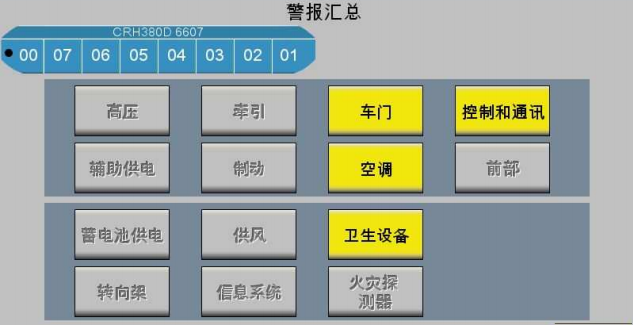 警报汇总
CRH380D 6607
00 07 06 05 04 03 02 01
高压 牵引 车门 控制和通讯
辅助供电 制动 空调 前部
蓄电池供电 供风 卫生设备
转向架 信息系统 火灾探
测器